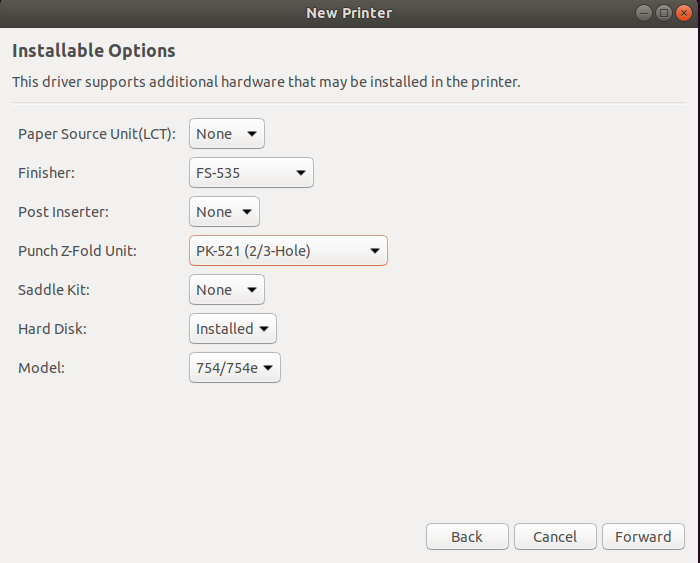 New Printer
Installable Options
This driver supports additional hardware that may be installed in the printer.
Paper Source Unit(LCT): None
Finisher: FS-535
Post Inserter: None
Punch Z-Fold Unit: PK-521 (2/3-Hole)
Saddle Kit: None
Hard Disk: Installed
Model: 754/754e
Back Cancel Forward